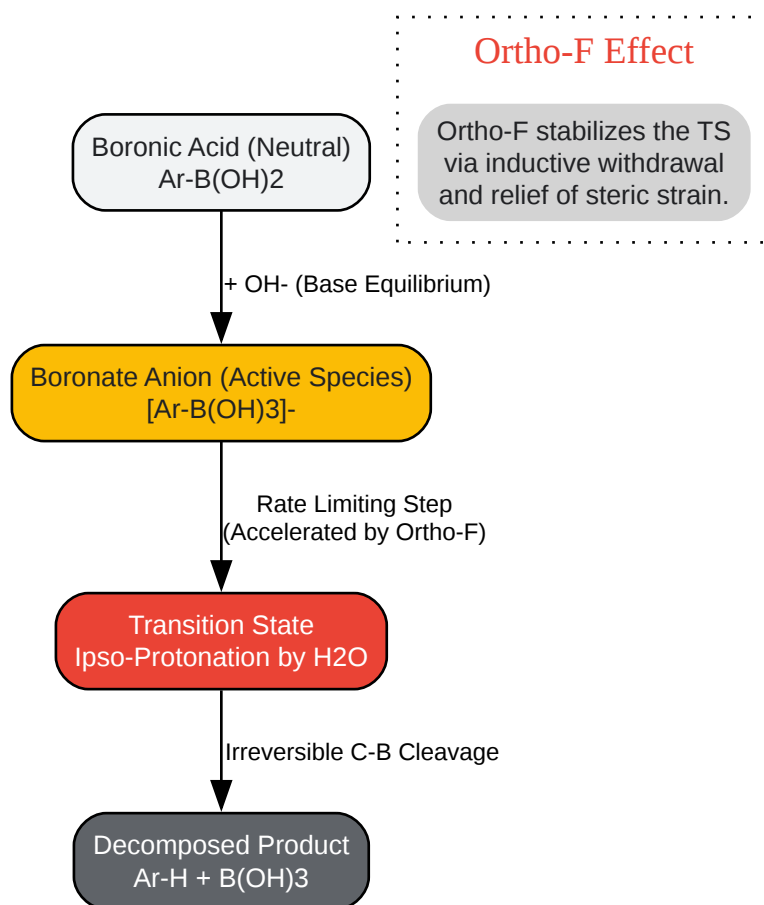 Ortho-F Effect
Ortho-F stabilizes the TS
via inductive withdrawal
and relief of steric strain.
Boronic Acid (Neutral)
Ar-B(OH)2
+ OH- (Base Equilibrium)
Boronate Anion (Active Species)
[Ar-B(OH)3]-
Rate Limiting Step
(Accelerated by Ortho-F)
Transition State
Ipso-Protonation by H2O
Irreversible C-B Cleavage
Decomposed Product
Ar-H + B(OH)3